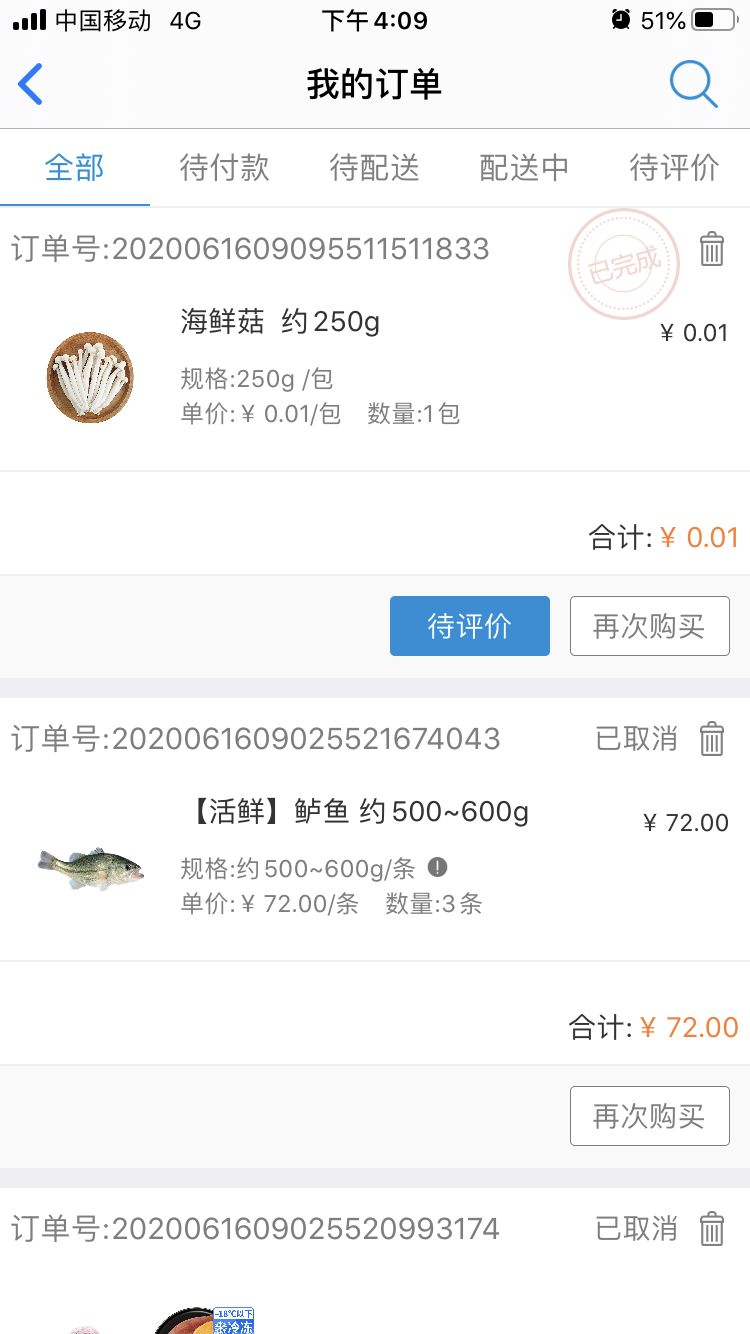 中国移动 4G 下午4:09 51%
我的订单
全部 待付款 待配送 配送中 待评价
订单号:2020061609095511511833
已完成
海鲜菇 约250g
¥ 0.01
规格:250g /包
单价:¥ 0.01/包 数量:1包
合计:¥ 0.01
待评价 再次购买
订单号:2020061609025521674043 已取消
【活鲜】鲈鱼 约500~600g
¥ 72.00
规格:约500~600g/条
单价:¥ 72.00/条 数量:3条
合计:¥ 72.00
再次购买
订单号:2020061609025520993174 已取消
-18℃以下